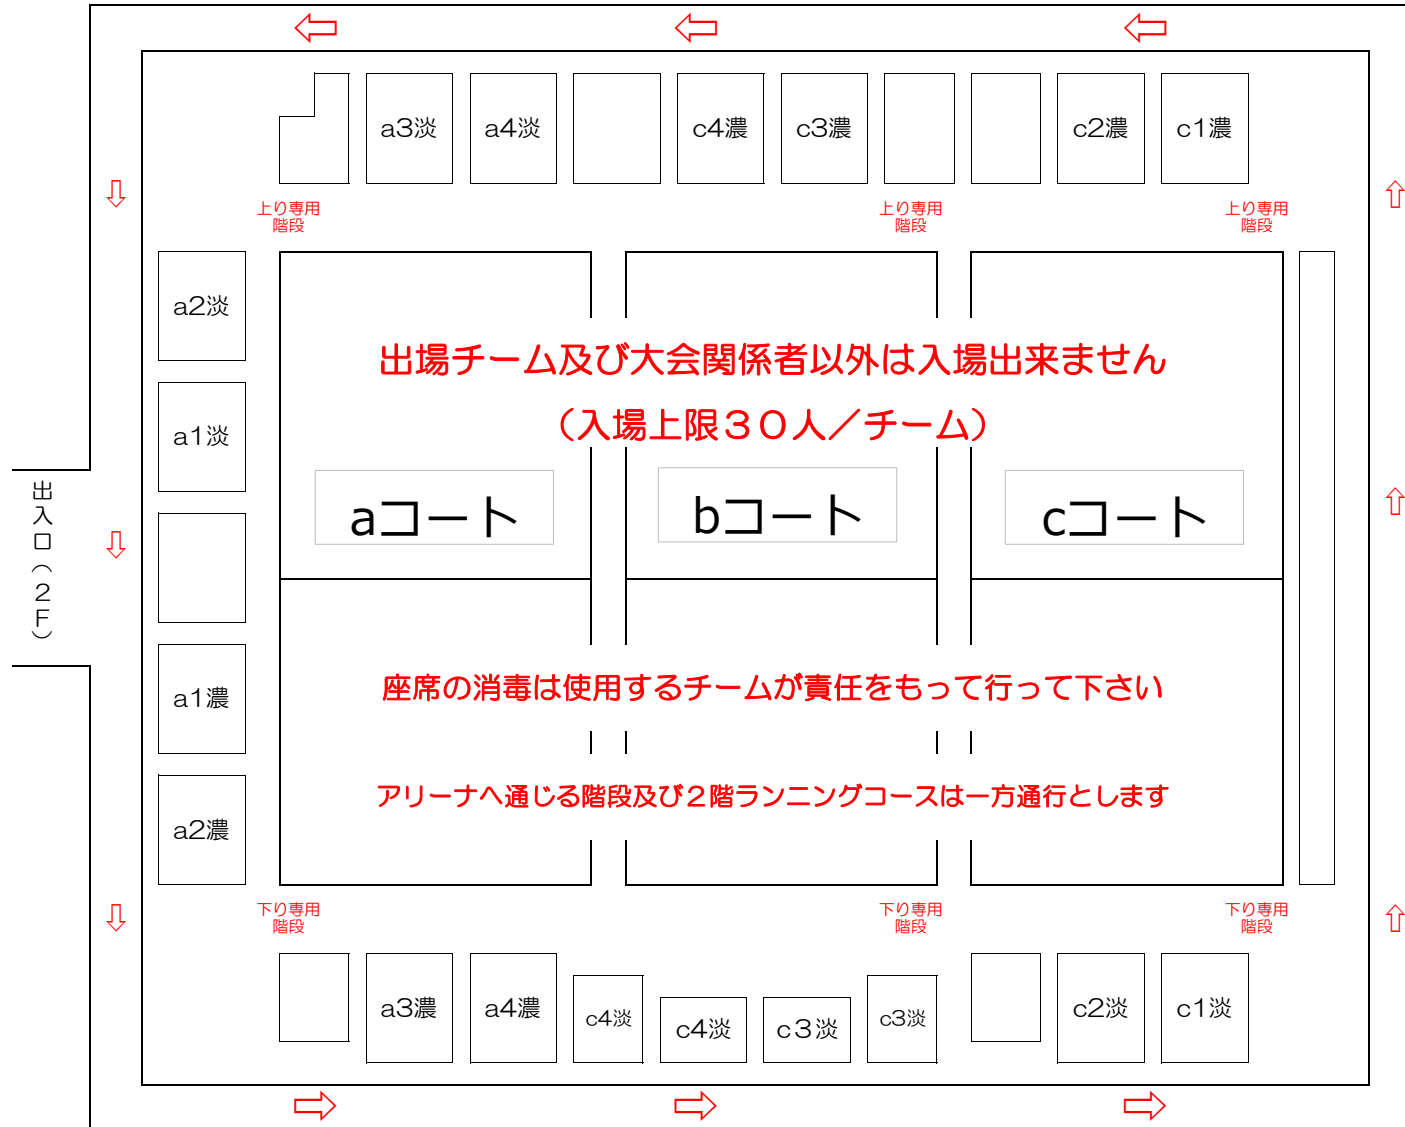 a3淡
a4淡
c4濃
c3濃
c2濃
c1濃
上り専用
階段
上り専用
階段
上り専用
階段
a2淡
a1淡
a1濃
a2濃
出入口（２Ｆ）
出場チーム及び大会関係者以外は入場出来ません
（入場上限３０人／チーム）
aコート
bコート
cコート
座席の消毒は使用するチームが責任をもって行って下さい
アリーナへ通じる階段及び２階ランニングコースは一方通行とします
下り専用
階段
下り専用
階段
下り専用
階段
a3濃
a4濃
c4淡
c4淡
c３淡
c3淡
c2淡
c1淡